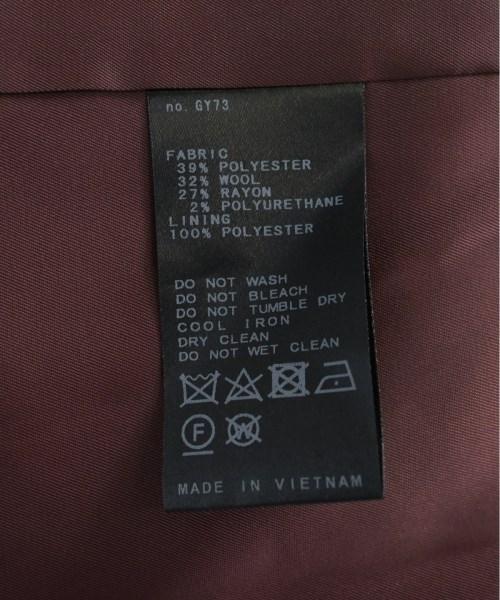 no. GY73
FABRIC
39% POLYESTER
32% WOOL
27% RAYON
2% POLYURETHANE
LINING
100% POLYESTER
DO NOT WASH
DO NOT BLEACH
DO NOT TUMBLE DRY
COOL IRON
DRY CLEAN
DO NOT WET CLEAN
F W
MADE IN VIETNAM